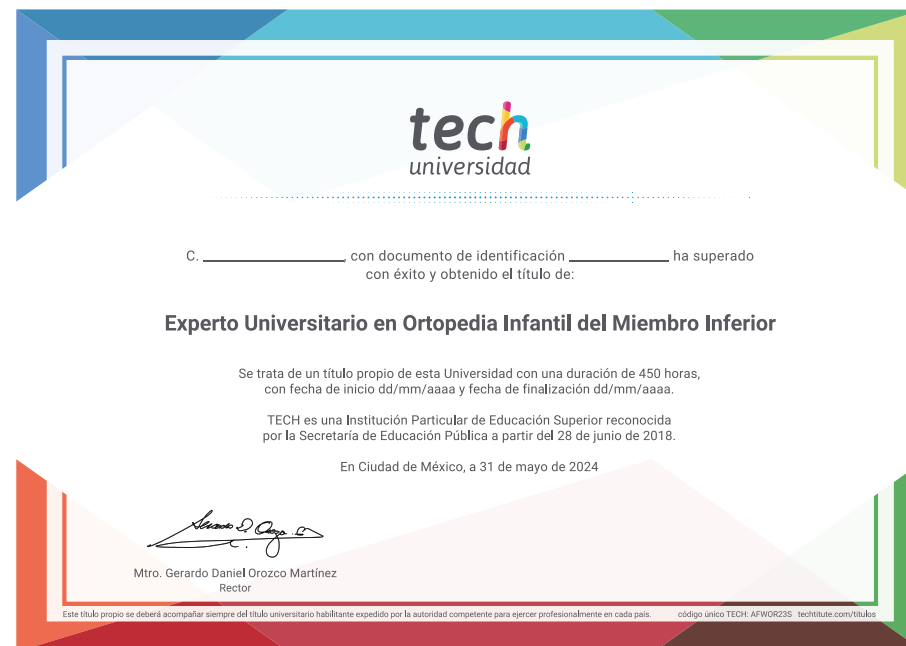 tech
universidad
C. ____________, con documento de identificación ____________ ha superado
con éxito y obtenido el título de:
Experto Universitario en Ortopedia Infantil del Miembro Inferior
Se trata de un título propio de esta Universidad con una duración de 450 horas,
con fecha de inicio dd/mm/aaaa y fecha de finalización dd/mm/aaaa.
TECH es una Institución Particular de Educación Superior reconocida
por la Secretaría de Educación Pública a partir del 28 de junio de 2018.
En Ciudad de México, a 31 de mayo de 2024
Mtro. Gerardo Daniel Orozco Martínez
Rector
Este título propio se deberá acompañar siempre del título universitario habilitante expedido por la autoridad competente para ejercer profesionalmente en cada país. código único TECH: AFWOR23S techtitute.com/titulos